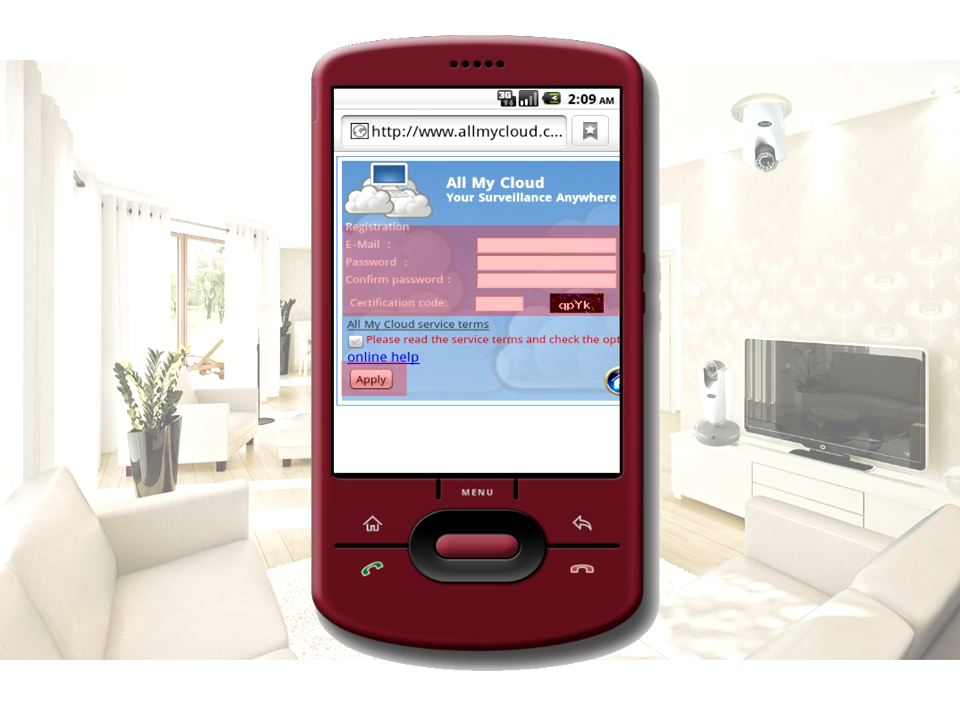 3G 2:09 AM
http://www.allmycloud.c...
All My Cloud
Your Surveillance Anywhere
Registration
E-Mail :
Password :
Confirm password :
Certification code: qpYk
All My Cloud service terms
Please read the service terms and check the opt
online help
Apply
MENU